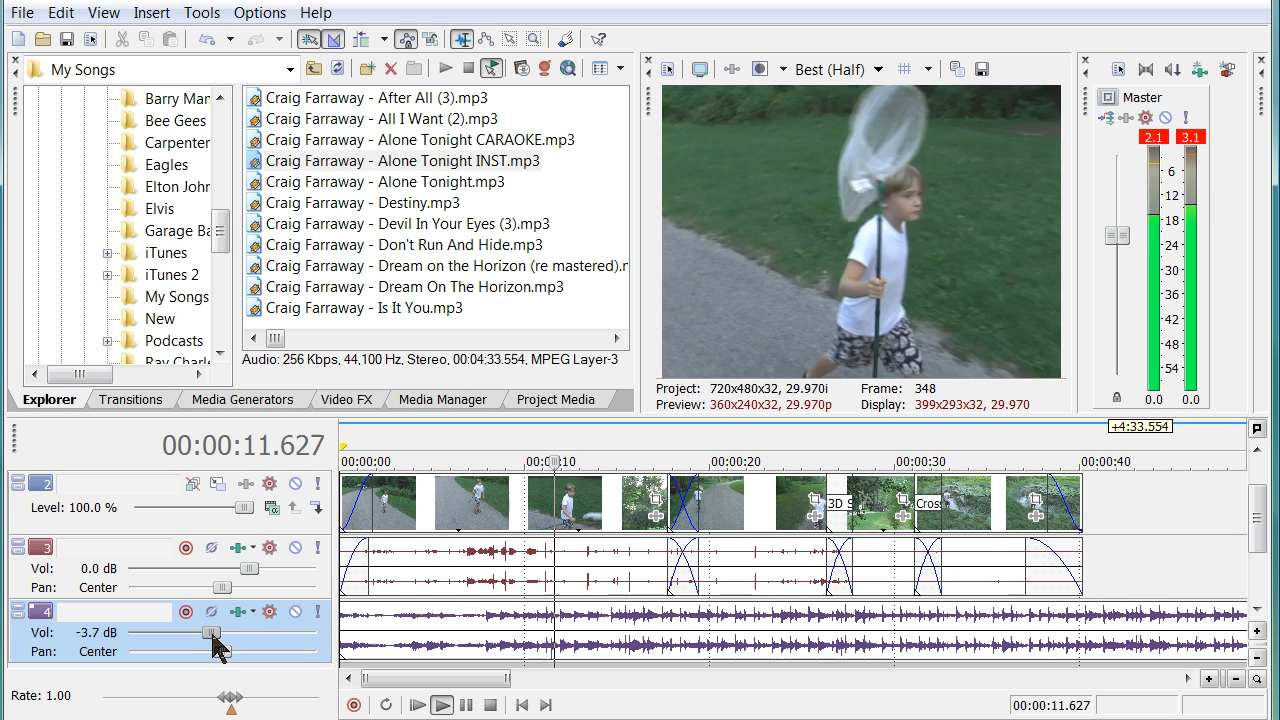 File Edit View Insert Tools Options Help
My Songs
Best (Half)
Barry Mar
Bee Gees
Carpenter
Eagles
Elton John
Elvis
Garage Ba
iTunes
iTunes 2
My Songs
New
Podcasts
Ray Charle
Craig Farraway - After All (3).mp3
Craig Farraway - All I Want (2).mp3
Craig Farraway - Alone Tonight CARAOKE.mp3
Craig Farraway - Alone Tonight INST.mp3
Craig Farraway - Alone Tonight.mp3
Craig Farraway - Destiny.mp3
Craig Farraway - Devil In Your Eyes (3).mp3
Craig Farraway - Don't Run And Hide.mp3
Craig Farraway - Dream on the Horizon (re mastered).r
Craig Farraway - Dream On The Horizon.mp3
Craig Farraway - Is It You.mp3
Audio: 256 Kbps, 44,100 Hz, Stereo, 00:04:33.554, MPEG Layer-3
Explorer Transitions Media Generators Video FX Media Manager Project Media
Project: 720x480x32, 29.970i Frame: 348
Preview: 360x240x32, 29.970p Display: 399x293x32, 29.970
Master
2.1 3.1
6
12
18
24
30
36
42
48
54
0.0 0.0
+4:33.554
00:00:11.627
00:00:00 00:00:10 00:00:20 00:00:30 00:00:40
2
Level: 100.0 %
3D S
Cros
3
Vol: 0.0 dB
Pan: Center
4
Vol: -3.7 dB
Pan: Center
Rate: 1.00
00:00:11.627